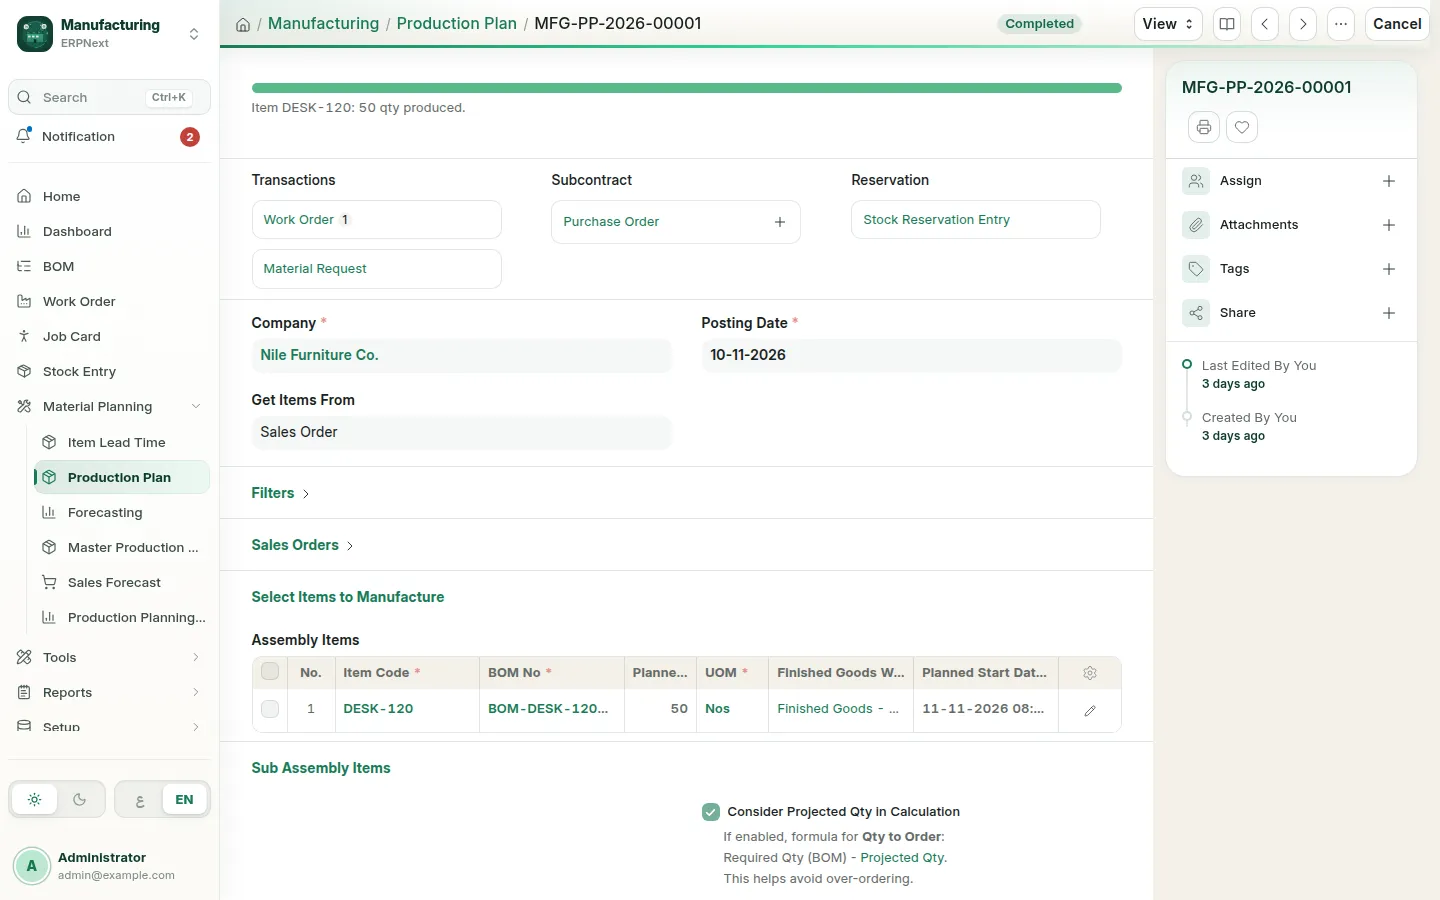 Manufacturing
ERPNext
Search Ctrl+K
Notification 2
Home
Dashboard
BOM
Work Order
Job Card
Stock Entry
Material Planning
Item Lead Time
Production Plan
Forecasting
Master Production ...
Sales Forecast
Production Planning...
Tools
Reports
Setup
ع EN
A Administrator
admin@example.com
/ Manufacturing / Production Plan / MFG-PP-2026-00001
Completed View ··· Cancel
Item DESK-120: 50 qty produced.
Transactions Subcontract Reservation
Work Order 1 Purchase Order Stock Reservation Entry
Material Request
Company * Posting Date *
Nile Furniture Co. 10-11-2026
Get Items From
Sales Order
Filters
Sales Orders
Select Items to Manufacture
Assembly Items
No. Item Code * BOM No * Planne... UOM * Finished Goods W... Planned Start Dat...
1 DESK-120 BOM-DESK-120... 50 Nos Finished Goods - ... 11-11-2026 08:...
Sub Assembly Items
Consider Projected Qty in Calculation
If enabled, formula for Qty to Order:
Required Qty (BOM) - Projected Qty.
This helps avoid over-ordering.
MFG-PP-2026-00001
Assign
Attachments
Tags
Share
Last Edited By You
3 days ago
Created By You
3 days ago